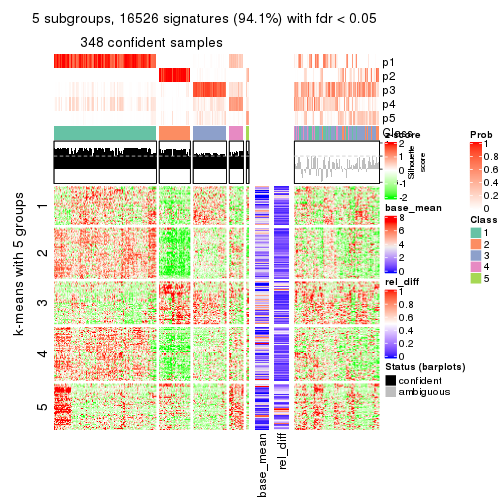 5 subgroups, 16526 signatures (94.1%) with fdr < 0.05
348 confident samples
p1
p2
p3
p4
p5
Class
1
2
3
4
5
k-means with 5 groups
base_mean
rel_diff
z-score
2
1
0
-1
-2
Silhouette
score
base_mean
8
6
4
2
0
rel_diff
1
0.8
0.6
0.4
0.2
0
Status (barplots)
confident
ambiguous
Prob
1
0.8
0.6
0.4
0.2
0
Class
1
2
3
4
5